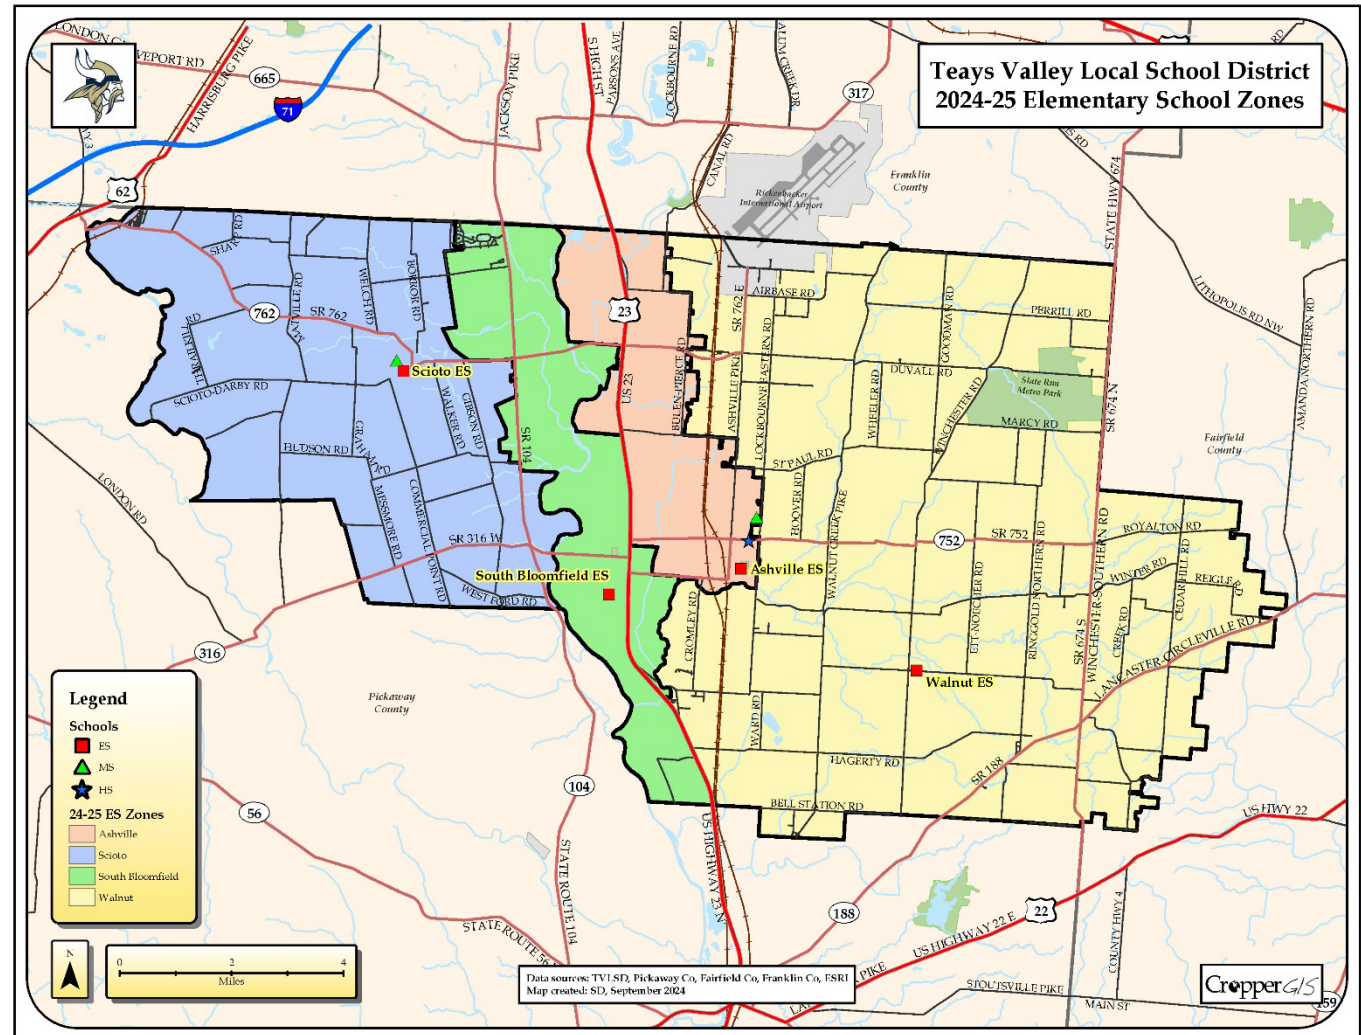 Teays Valley Local School District
2024-25 Elementary School Zones
LONDON GROVEPORT RD
665
HARRISBURG PIKE
71
62
JACKSON PIKE
S HIGH ST
PARSONS AVE
LOCKBOURNE RD
ALUM CREEK DR
317
CANAL RD
Rickenbacker
International Airport
Franklin
County
STATE HWY 674
LITHOPOLIS RD NW
AMANDA NORTHERN RD
SHARP RD
MATVILLE RD
WELCH RD
BORROR RD
762
SR 762
23
US 23
SR 762 E
AIRBASE RD
PERRILL RD
GOODMAN RD
DUVALL RD
Slate Run
Metro Park
MARCY RD
SR 674 N
Scioto ES
THRAILKILL RD
SCIOTO-DARBY RD
GIBSON RD
WALKER RD
BULEN-PIERCE RD
ASHVILLE PIKE
LOCKBOURNE EASTERN RD
WHEELER RD
WINCHESTER RD
Fairfield
County
HUDSON RD
GRAHAM RD
SR 104
ST PAUL RD
HOOVER RD
WALNUT CREEK PIKE
LONDON RD
MESSMORE RD
COMMERCIAL POINT RD
SR 316 W
752
SR 752
ROYALTON RD
Ashville ES
South Bloomfield ES
WEST FORD RD
CROMLEY RD
ETT-NOECHER RD
RINGGOLD NORTHERN RD
WINCHESTER-SOUTHERN RD
WINTER RD
CEDAR HILL RD
REIGLE RD
CREEK RD
SR 674 S
LANCASTER-CIRCLEVILLE RD
316
Walnut ES
Pickaway
County
WARD RD
HAGERTY RD
SR 188
BELL STATION RD
104
56
US HWY 22
US HIGHWAY 23 N
STATE ROUTE 104
188
22
US HIGHWAY 22 E
COUNTY HWY 4
STATE ROUTE 56
STOUTSVILLE PIKE
MAIN ST
159
Legend
Schools
ES
MS
HS
24-25 ES Zones
Ashville
Scioto
South Bloomfield
Walnut
N
0 2 4
Miles
Data sources: TVLSD, Pickaway Co, Fairfield Co, Franklin Co, ESRI
Map created: SD, September 2024
Cropper GIS